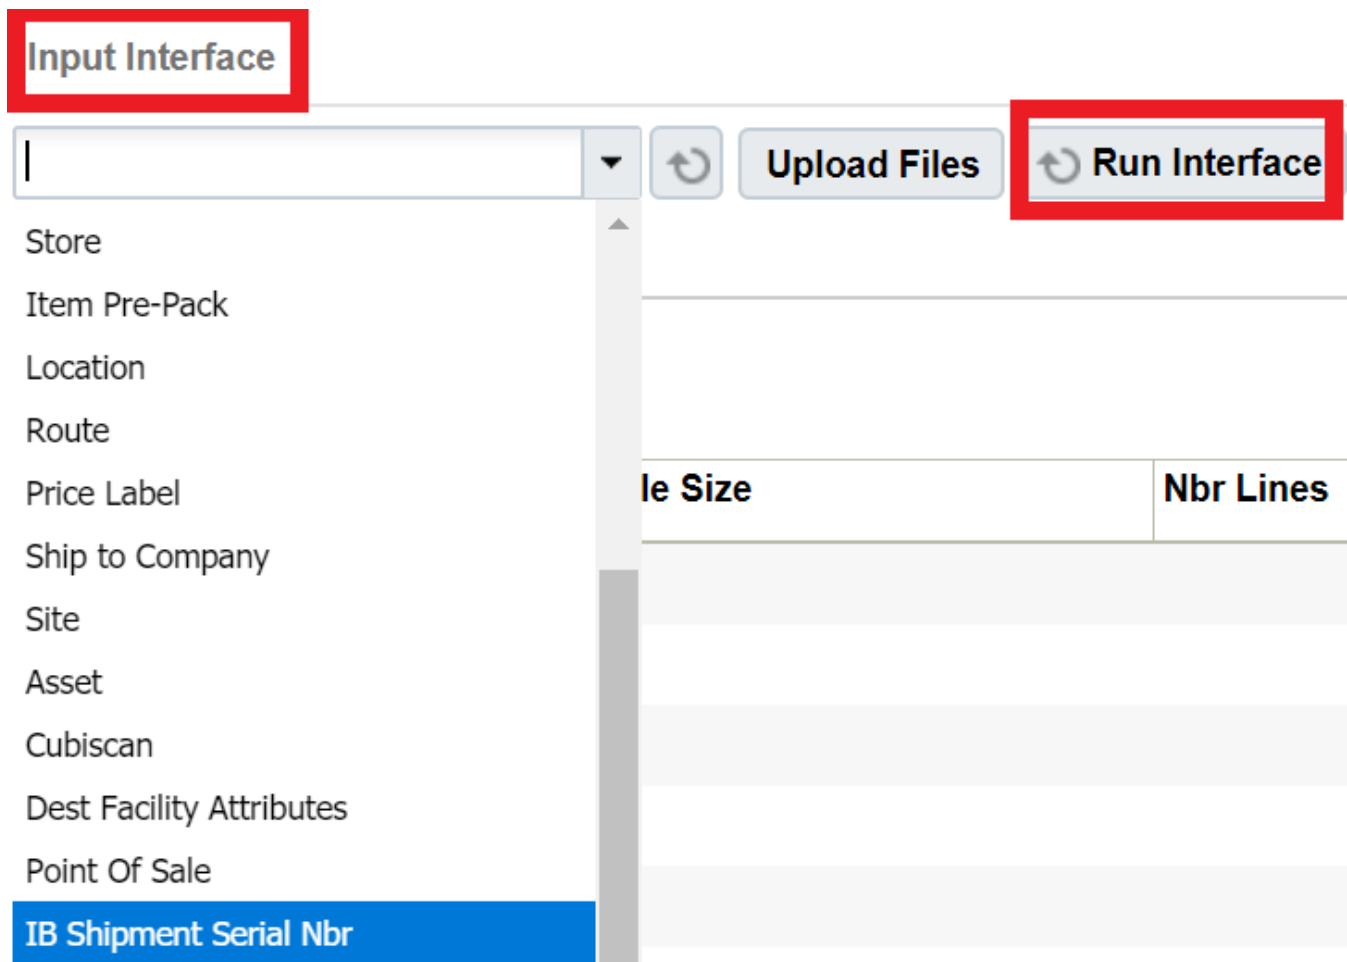 Input Interface
Upload Files
Run Interface
Store
Item Pre-Pack
Location
Route
Price Label
le Size
Nbr Lines
Ship to Company
Site
Asset
Cubiscan
Dest Facility Attributes
Point Of Sale
IB Shipment Serial Nbr